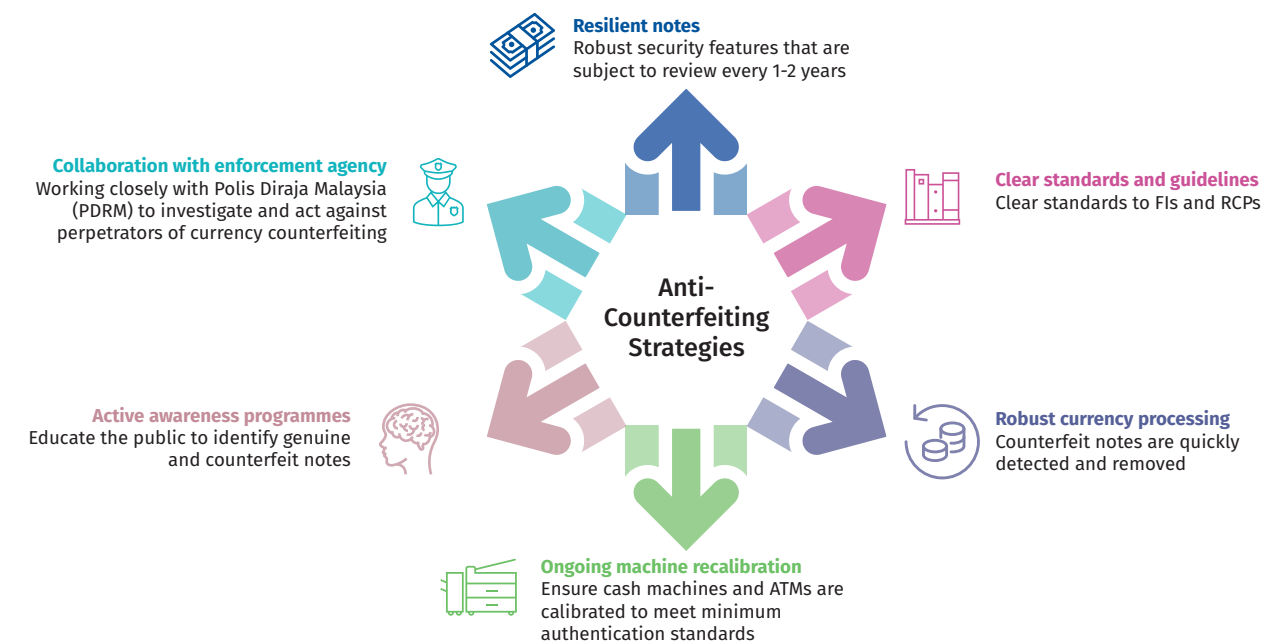 Resilient notes
Robust security features that are
subject to review every 1-2 years
Collaboration with enforcement agency
Working closely with Polis Diraja Malaysia
(PDRM) to investigate and act against
perpetrators of currency counterfeiting
Clear standards and guidelines
Clear standards to FIs and RCPs
Anti-
Counterfeiting
Strategies
Active awareness programmes
Educate the public to identify genuine
and counterfeit notes
Robust currency processing
Counterfeit notes are quickly
detected and removed
Ongoing machine recalibration
Ensure cash machines and ATMs are
calibrated to meet minimum
authentication standards